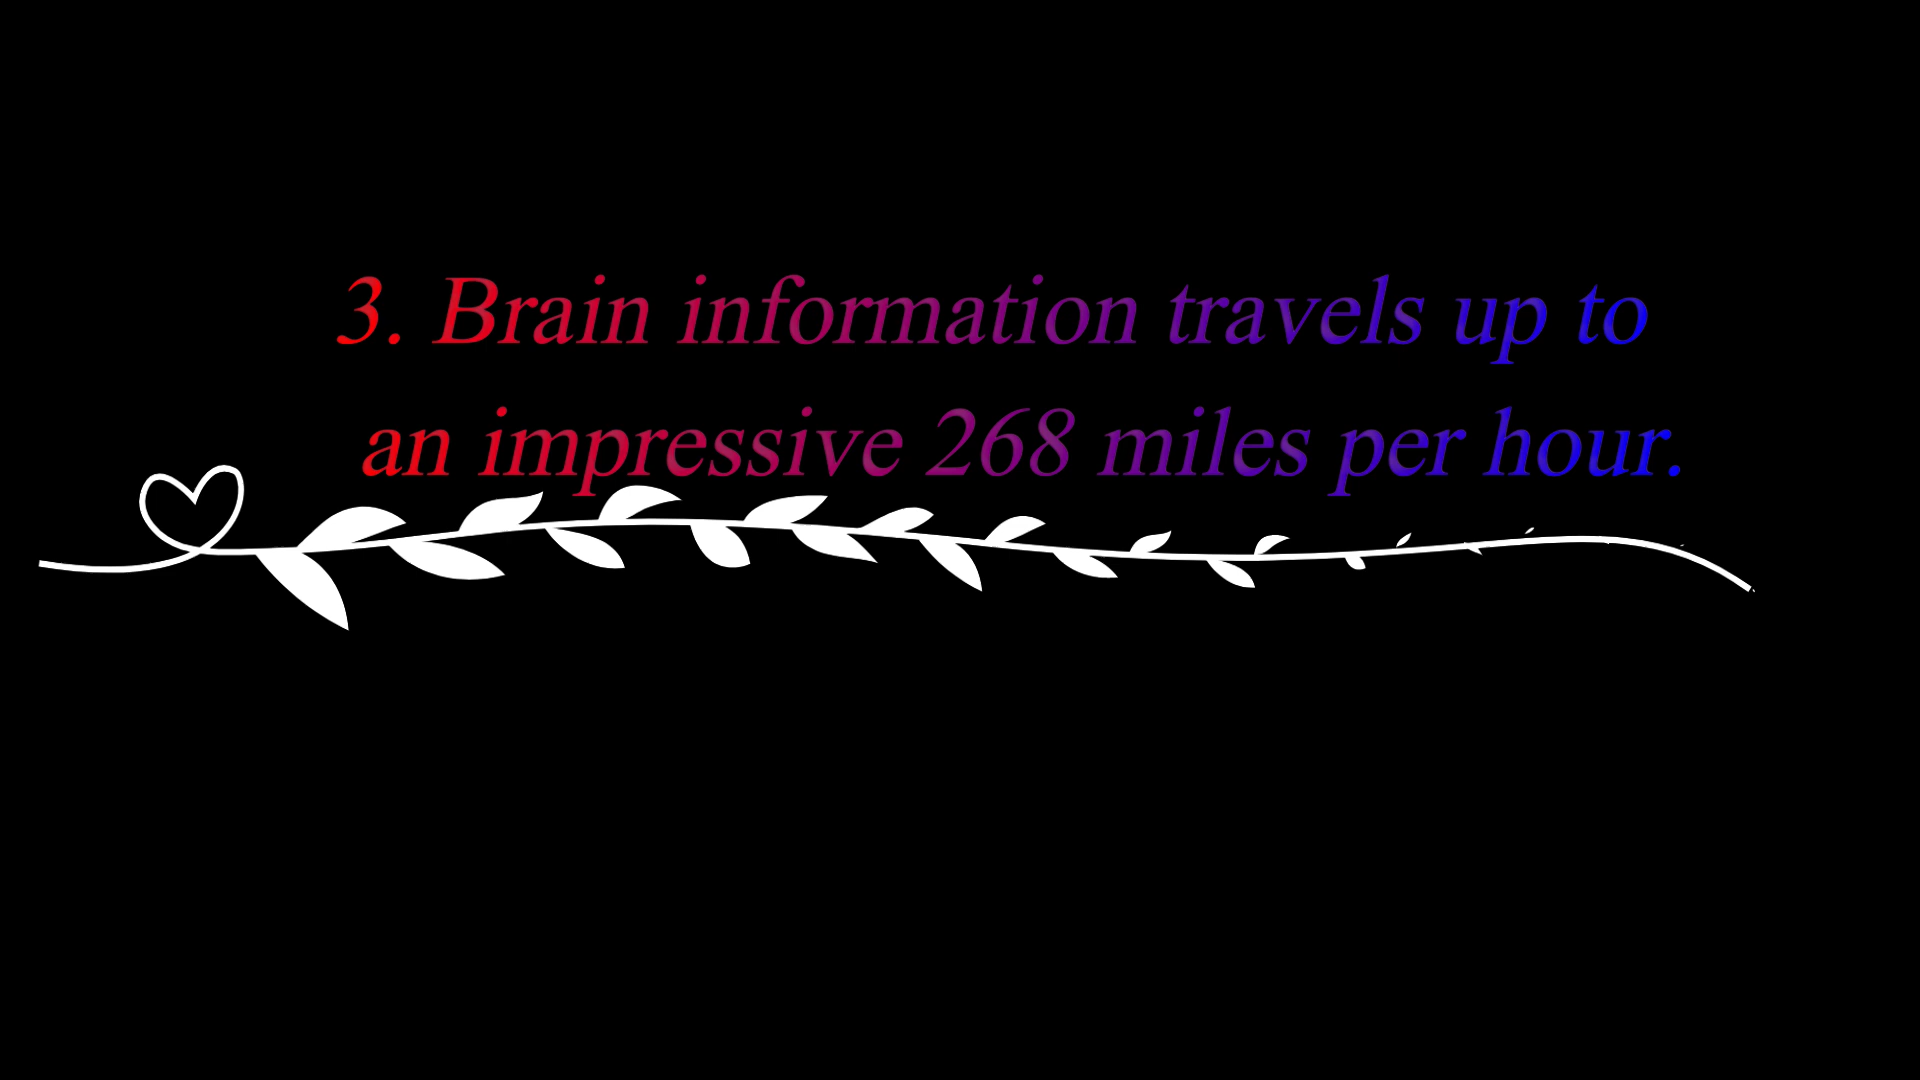 3. Brain information travels up to
an impressive 268 miles per hour.